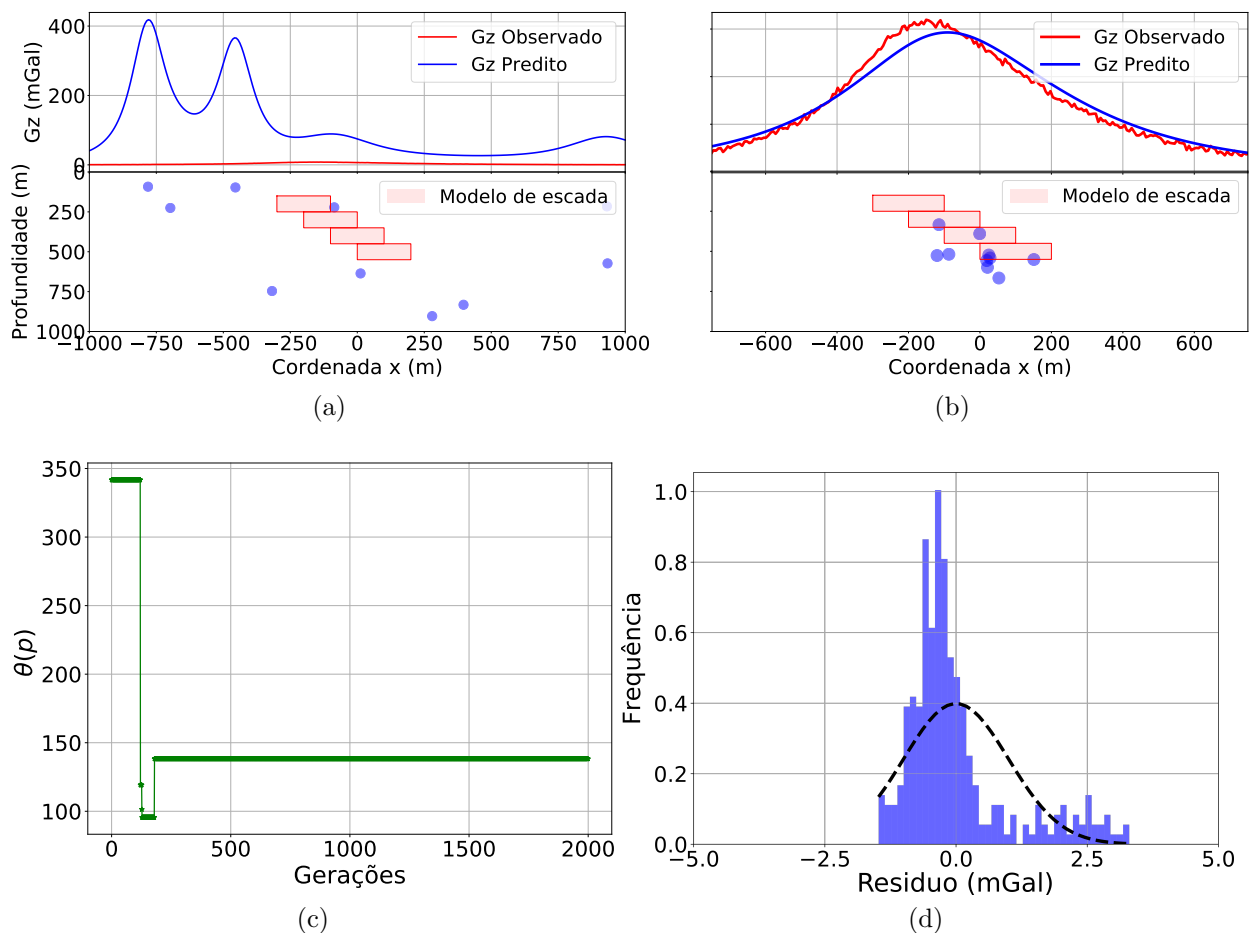 Gz (mGal)
400
200
0
0
Gz Observado
Gz Predito
Profundidade (m)
250
500
750
1000
Modelo de escada
−1000 −750 −500 −250 0 250 500 750 1000
Cordenada x (m)
(a)
Gz Observado
Gz Predito
Modelo de escada
−600 −400 −200 0 200 400 600
Coordenada x (m)
(b)
θ(p)
350
300
250
200
150
100
0 500 1000 1500 2000
Gerações
(c)
Frequência
1.0
0.8
0.6
0.4
0.2
0.0
−5.0 −2.5 0.0 2.5 5.0
Residuo (mGal)
(d)